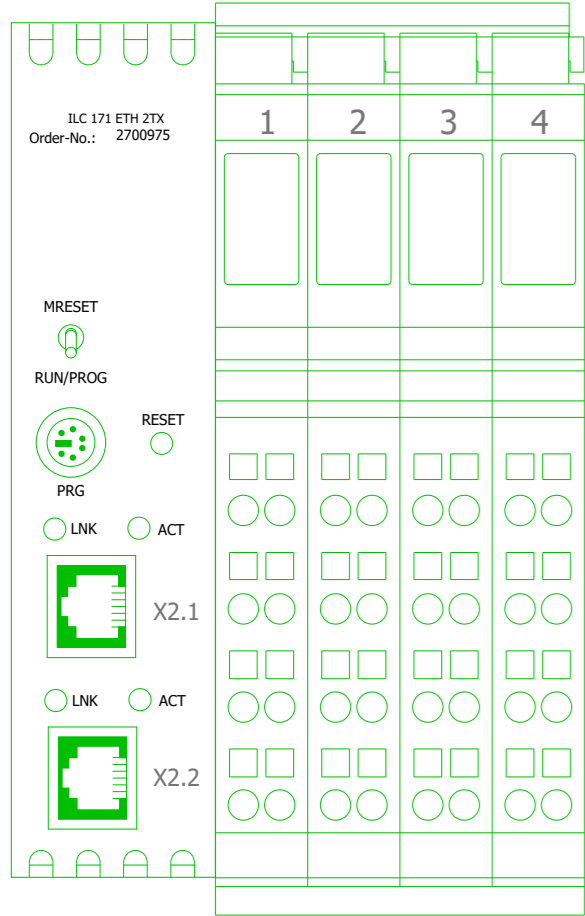 ILC 171 ETH 2TX
Order-No.: 2700975
1 2 3 4
MRESET
RUN/PROG
RESET
PRG
LNK ACT
X2.1
LNK ACT
X2.2